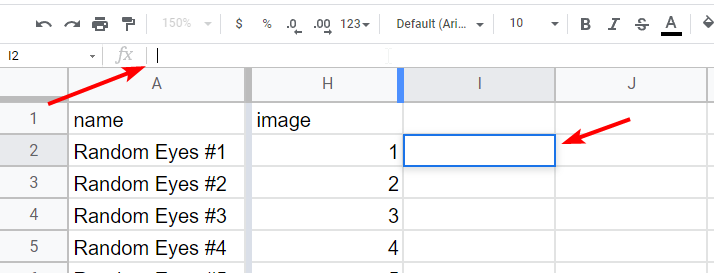 150% $ % .0 .00 123 Default (Ari... 10 B I S A
I2 fx
A H I J
1 name image
2 Random Eyes #1 1
3 Random Eyes #2 2
4 Random Eyes #3 3
5 Random Eyes #4 4